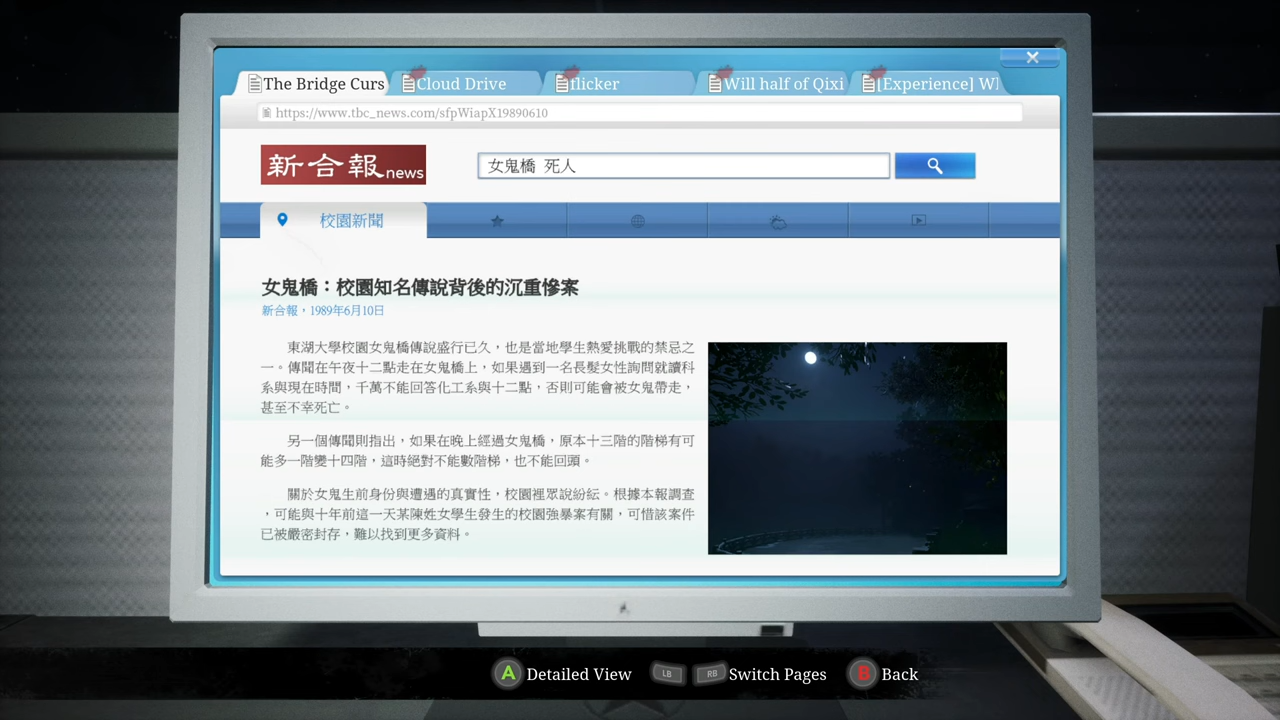 The Bridge Curs
Cloud Drive
flicker
Will half of Qixi
[Experience] Wl
https://www.tbc_news.com/sfpWiapX19890610
新合報news
女鬼橋 死人
校園新聞
女鬼橋：校園知名傳說背後的沉重慘案
新合報，1989年6月10日
東湖大學校園女鬼橋傳說盛行已久，也是當地學生熱愛挑戰的禁忌之
一。傳聞在午夜十二點走在女鬼橋上，如果遇到一名長髮女性詢問就讀科
系與現在時間，千萬不能回答化工系與十二點，否則可能會被女鬼帶走，
甚至不幸死亡。
另一個傳聞則指出，如果在晚上經過女鬼橋，原本十三階的階梯有可
能多一階變十四階，這時絕對不能數階梯，也不能回頭。
關於女鬼生前身份與遭遇的真實性，校園裡眾說紛紜。根據本報調查
，可能與十年前這一天某陳姓女學生發生的校園強暴案有關，可惜該案件
已被嚴密封存，難以找到更多資料。
A Detailed View LB RB Switch Pages B Back